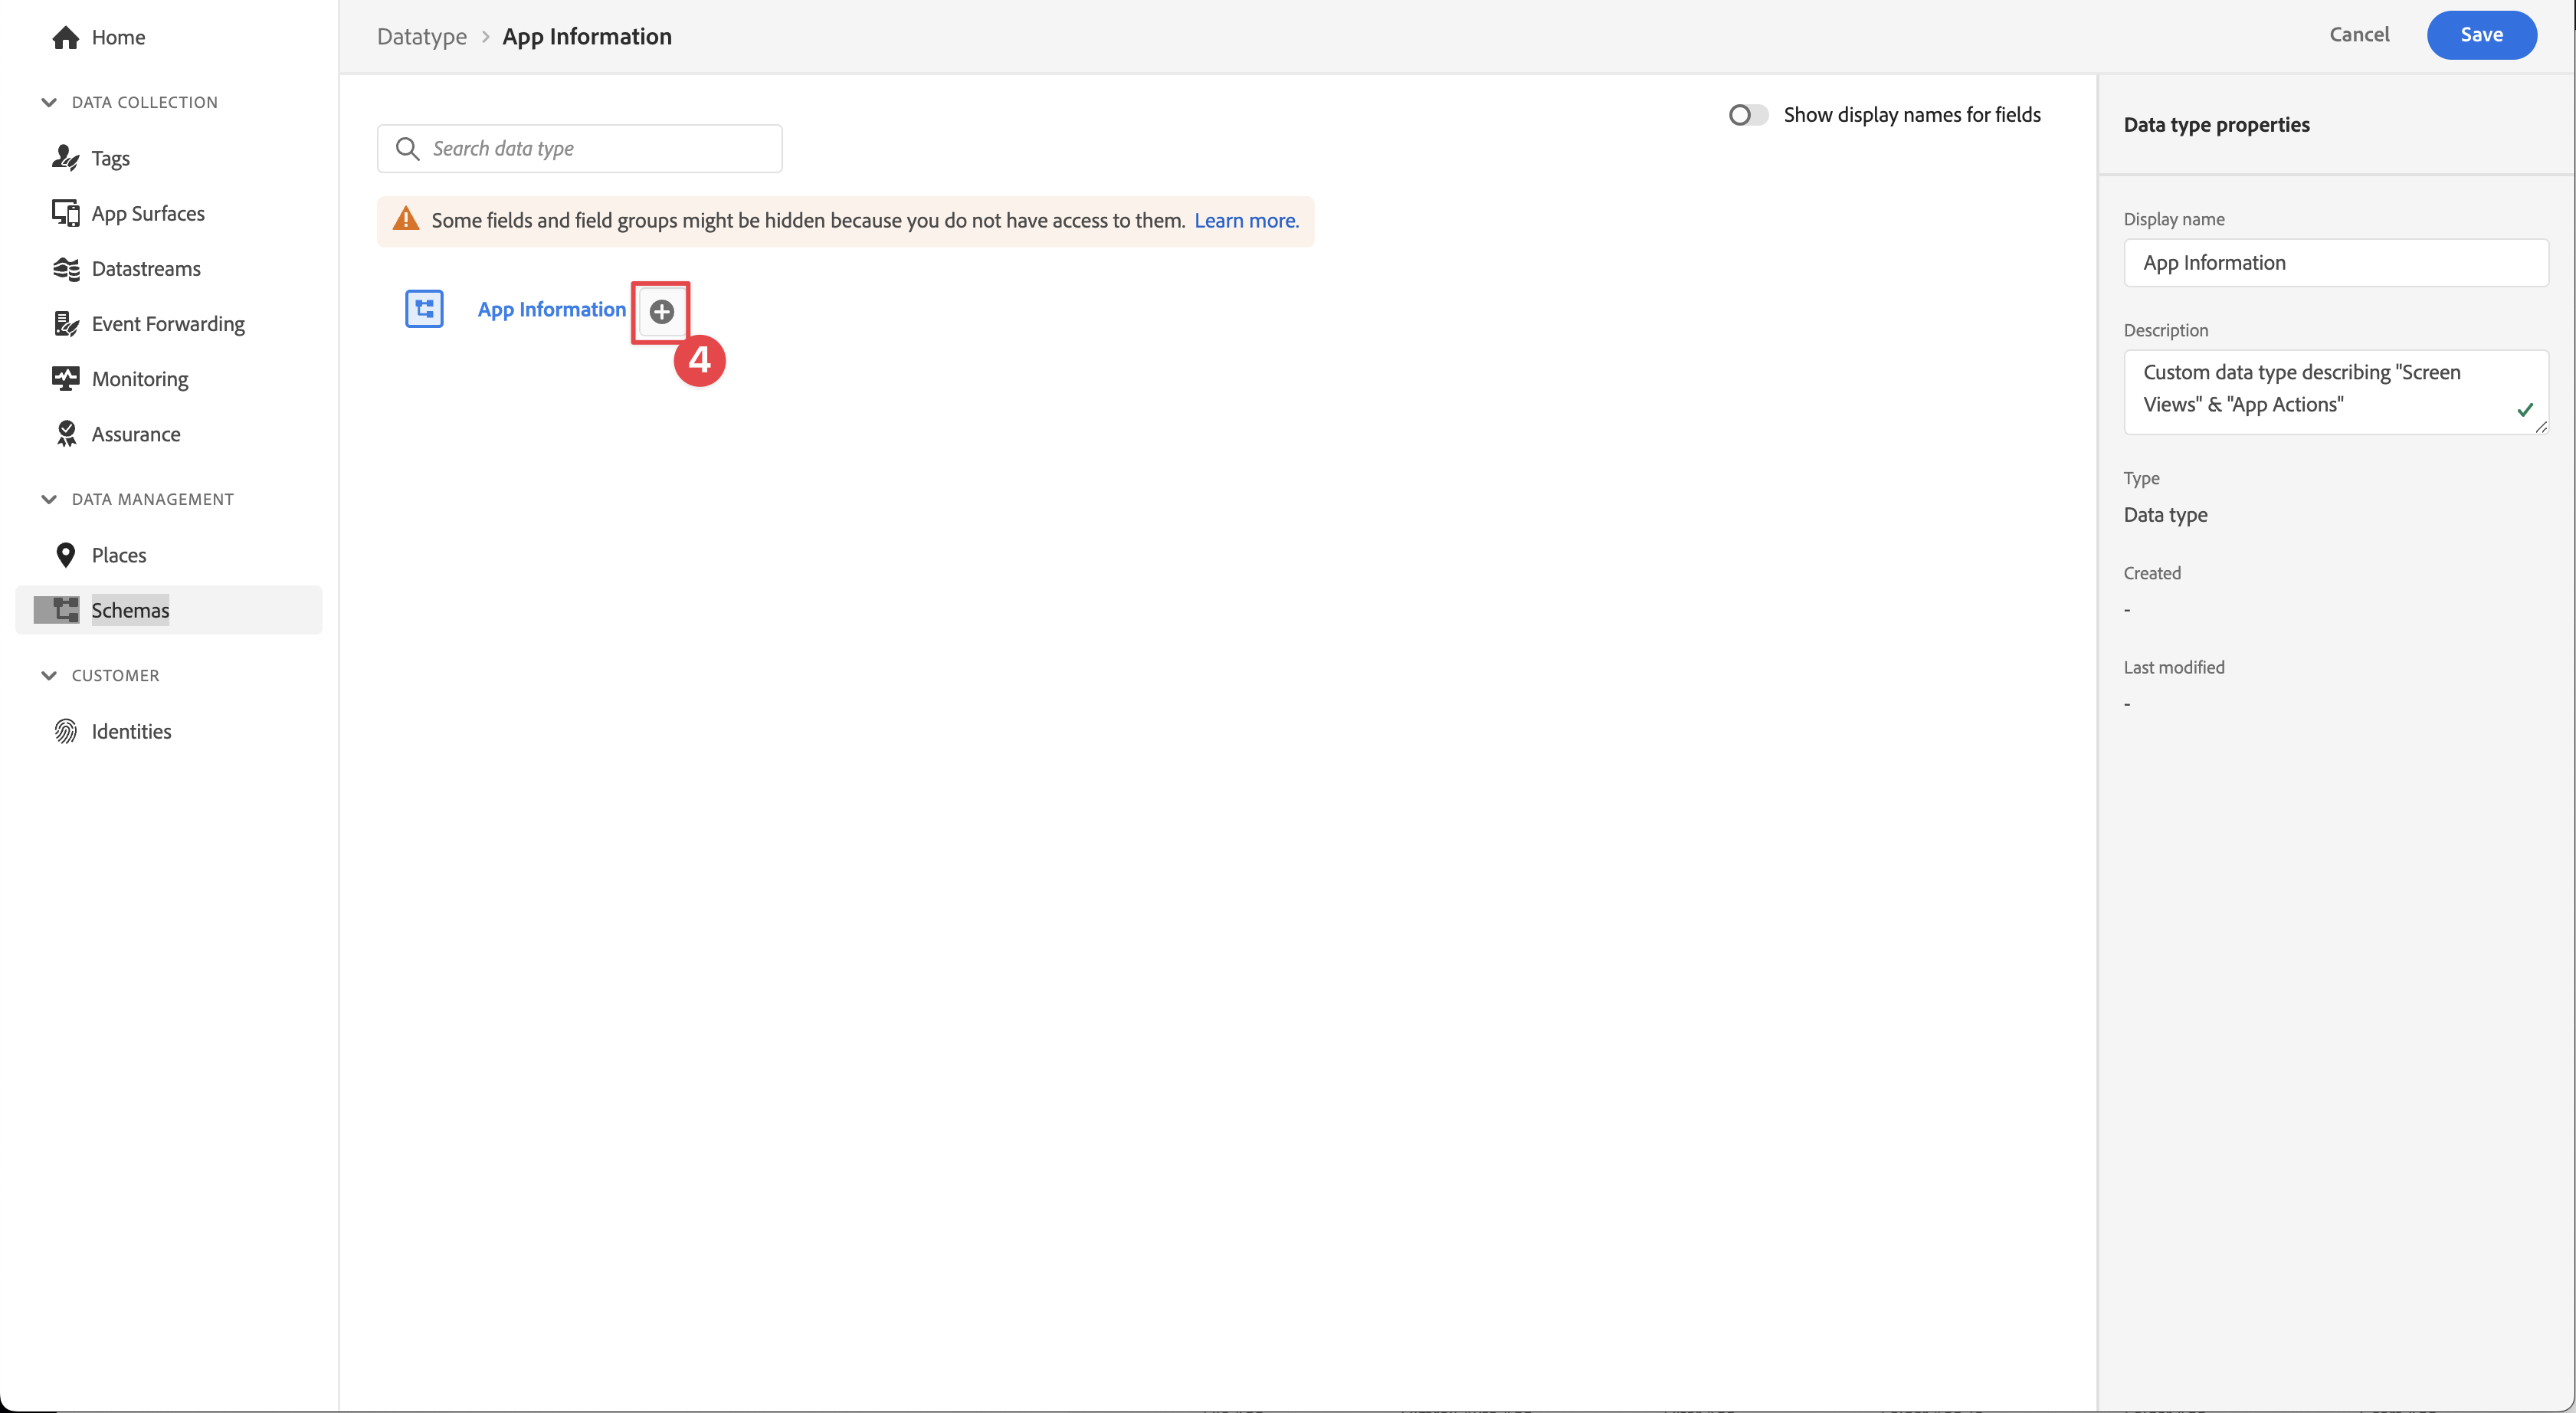 Home
DATA COLLECTION
Tags
App Surfaces
Datastreams
Event Forwarding
Monitoring
Assurance
DATA MANAGEMENT
Places
Schemas
CUSTOMER
Identities
Datatype > App Information
Cancel
Save
Show display names for fields
Search data type
Some fields and field groups might be hidden because you do not have access to them. Learn more.
App Information
4
Data type properties
Display name
App Information
Description
Custom data type describing "Screen
Views" & "App Actions"
Type
Data type
Created
-
Last modified
-